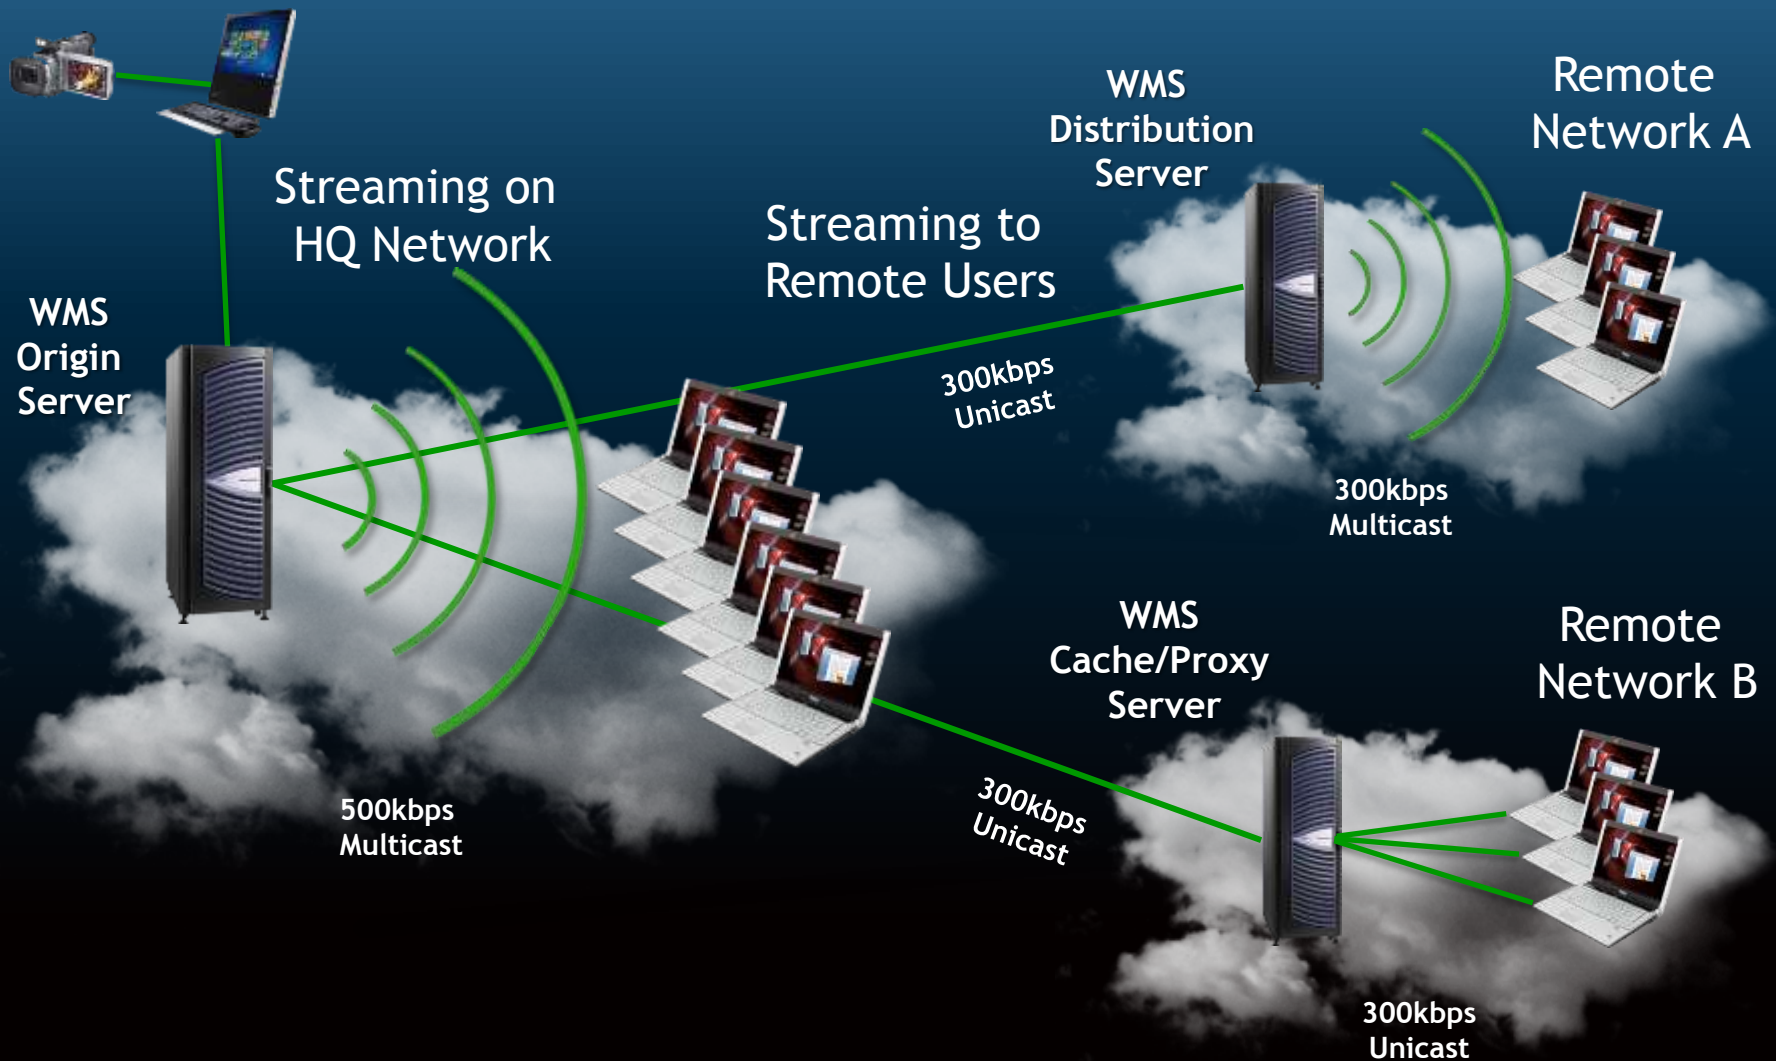 Streaming on
HQ Network
WMS
Origin
Server
500kbps
Multicast
Streaming to
Remote Users
300kbps
Unicast
WMS
Distribution
Server
Remote
Network A
300kbps
Multicast
300kbps
Unicast
WMS
Cache/Proxy
Server
Remote
Network B
300kbps
Unicast